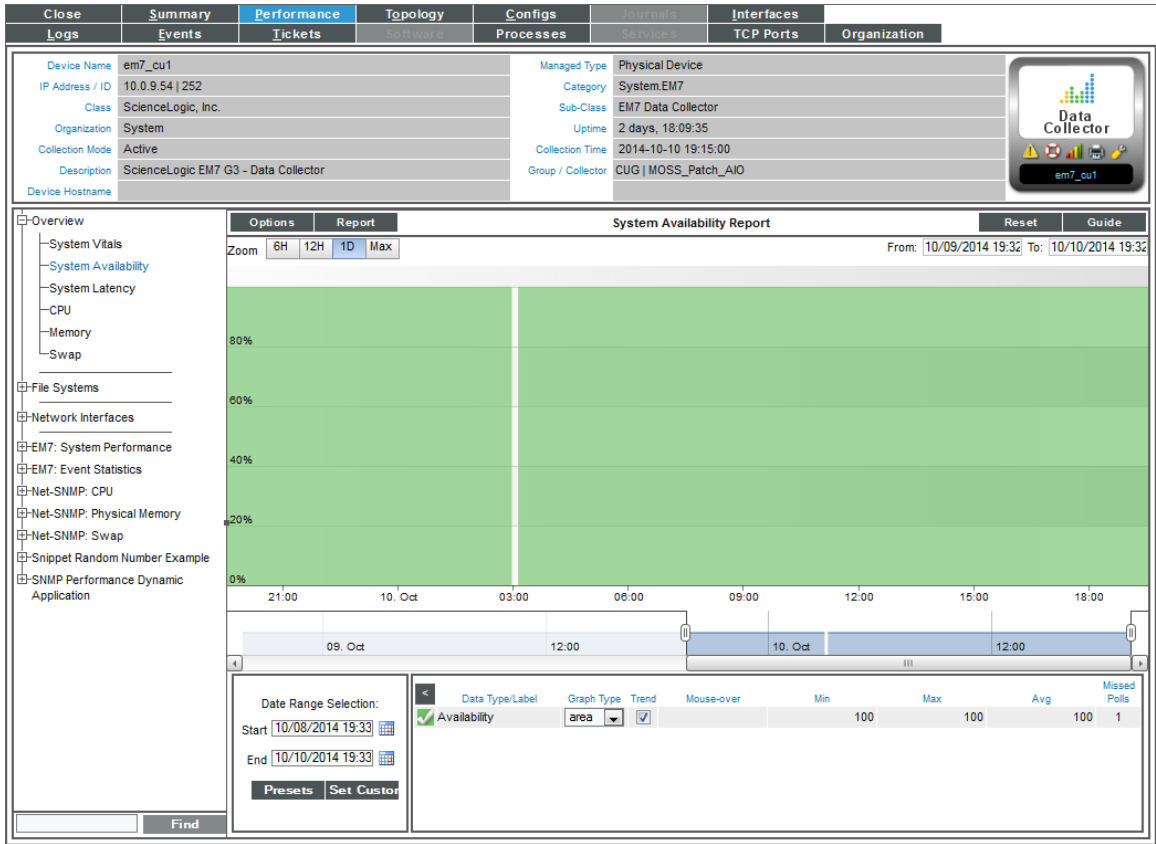 Close Summary Performance Topology Configs Journals Interfaces
Logs Events Tickets Software Processes Services TCP Ports Organization
Device Name em7_cu1 Managed Type Physical Device
IP Address / ID 10.0.9.54 | 252 Category System.EM7
Class ScienceLogic, Inc. Sub-Class EM7 Data Collector
Organization System Uptime 2 days, 18:09:35
Collection Mode Active Collection Time 2014-10-10 19:15:00
Description ScienceLogic EM7 G3 - Data Collector Group / Collector CUG | MOSS_Patch_AIO
Device Hostname
Data
Collector
em7_cu1
Overview
System Vitals
System Availability
System Latency
CPU
Memory
Swap
File Systems
Network Interfaces
EM7: System Performance
EM7: Event Statistics
Net-SNMP: CPU
Net-SNMP: Physical Memory
Net-SNMP: Swap
Snippet Random Number Example
SNMP Performance Dynamic
Application
Find
Options Report System Availability Report Reset Guide
Zoom 6H 12H 1D Max From: 10/09/2014 19:32 To: 10/10/2014 19:32
80%
60%
40%
20%
0%
21:00 10. Oct 03:00 06:00 09:00 12:00 15:00 18:00
09. Oct 12:00 10. Oct 12:00
Date Range Selection:
Start 10/08/2014 19:33
End 10/10/2014 19:33
Presets Set Custor
< Data Type/Label Graph Type Trend Mouse-over Min Max Avg Missed Polls
Availability area 100 100 100 1